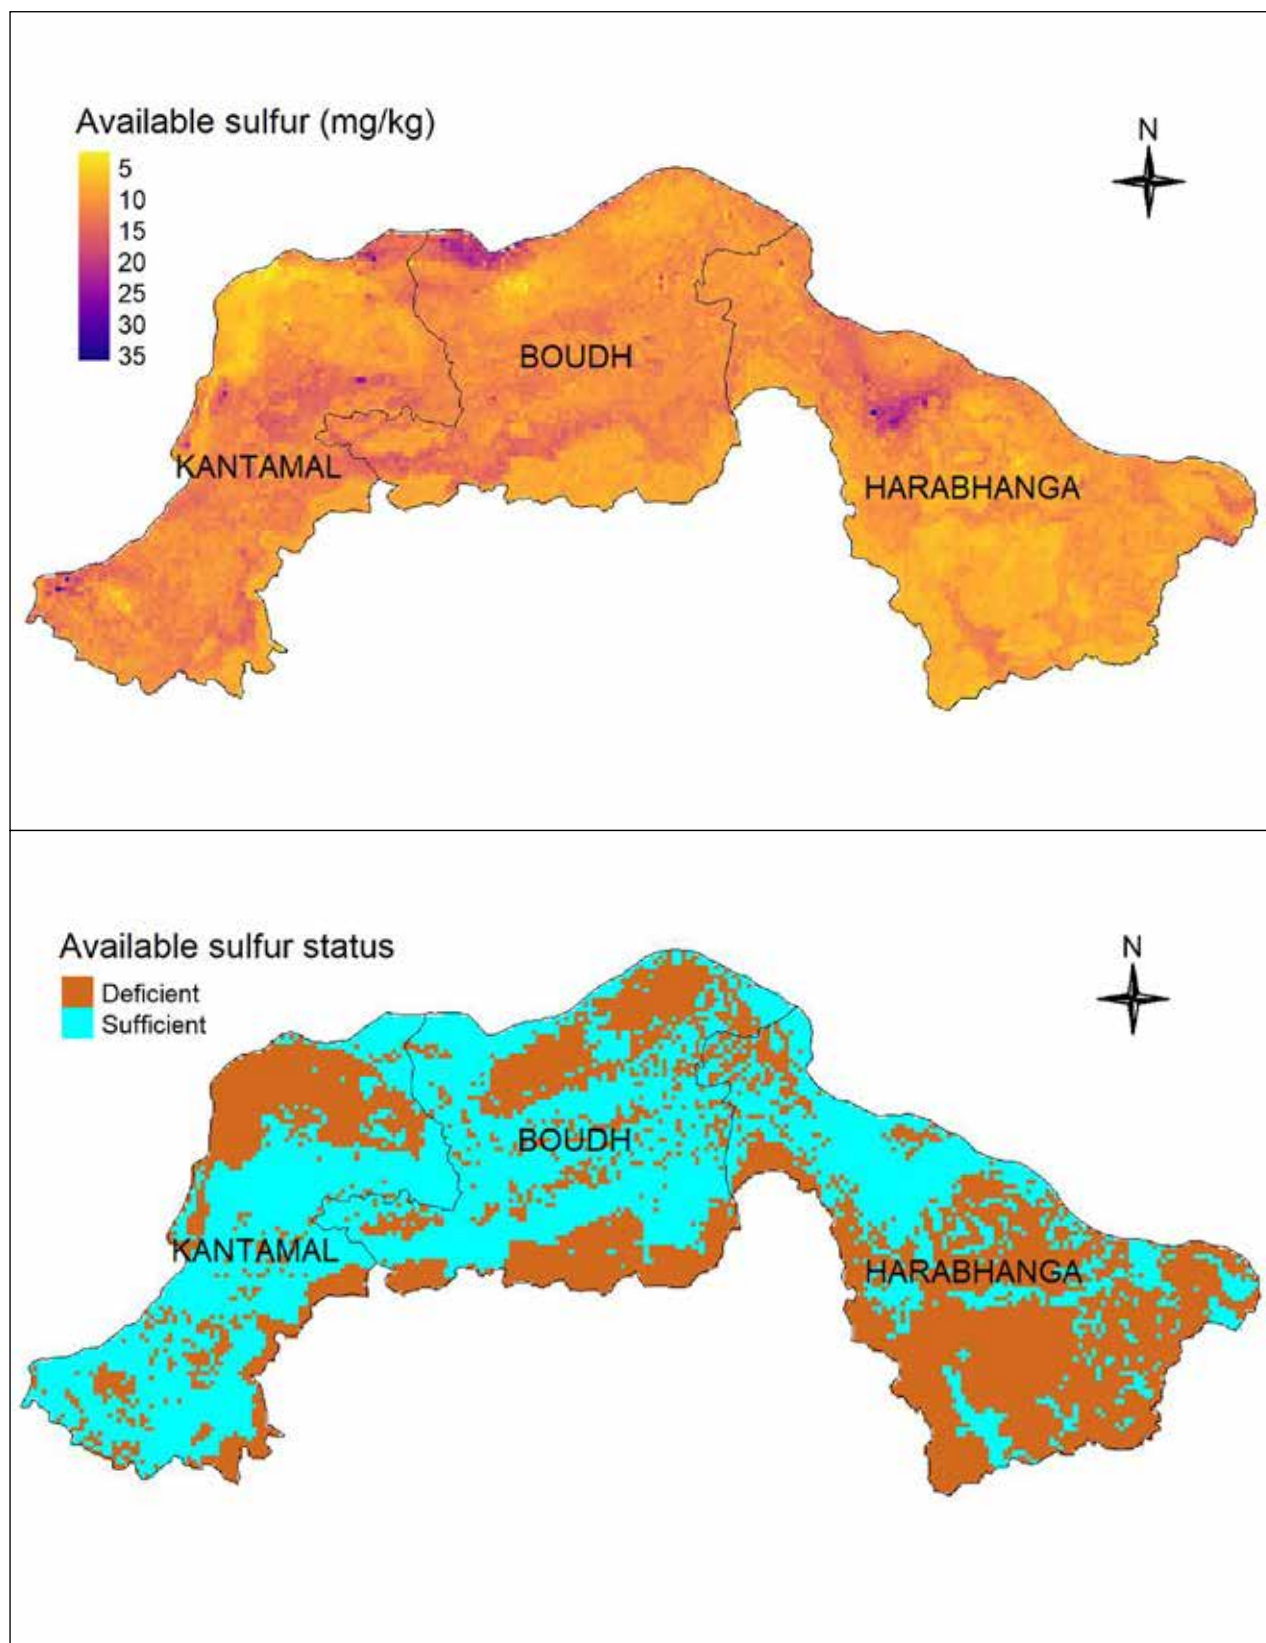 Available sulfur (mg/kg)
5
10
15
20
25
30
35
N
BOUDH
KANTAMAL
HARABHANGA
Available sulfur status
Deficient
Sufficient
N
BOUDH
KANTAMAL
HARABHANGA